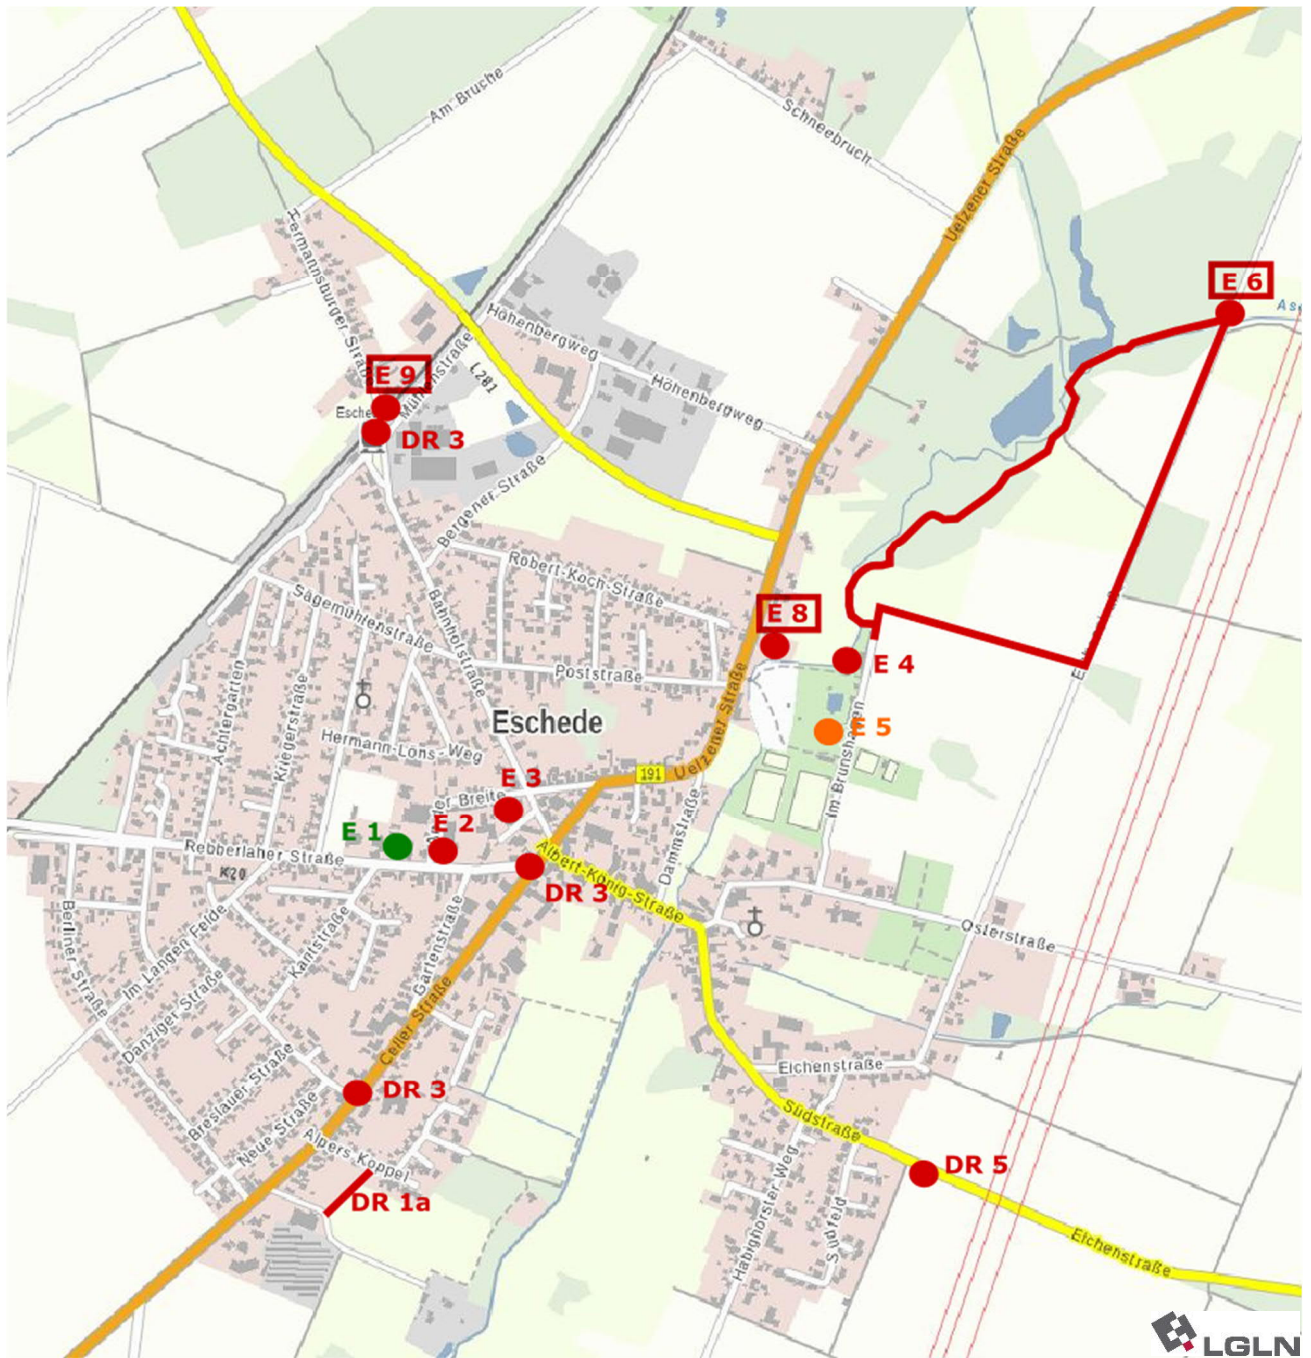 Am Bruche
Schneebruch
Uelzener Straße
Hermannsburger Straße
E 6
Höhenbergweg
L 281
E 9
Höhenbergweg
DR 3
Bergener Straße
Robert-Koch-Straße
Sägemühlenstraße
Bahnhofstraße
E 8
E 4
Poststraße
Achtergarten
Kriegerstraße
Eschede
Uelzener Straße
E 5
Hermann-Löns-Weg
191
E 3
Im Brunshagen
Dammstraße
E 1
E 2
Rebberlaher Straße
K20
Albert-König-Straße
DR 3
Berliner Straße
Im Langen Felde
Kantstraße
Gartenstraße
Osterstraße
Danziger Straße
Celler Straße
Breslauer Straße
Eichenstraße
DR 3
Neue Straße
Südstraße
Alpers Koppel
DR 5
DR 1a
Habighorster Weg
Südfeld
Eichenstraße
LGLN